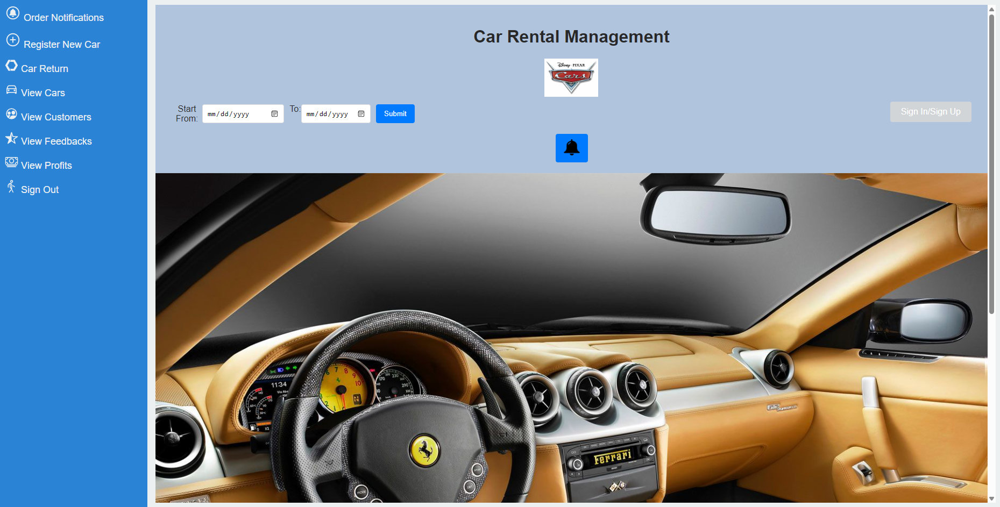 Order Notifications
Register New Car
Car Return
View Cars
View Customers
View Feedbacks
View Profits
Sign Out
Car Rental Management
Disney · PIXAR
Cars
Start
From:
mm/dd/yyyy
To:
mm/dd/yyyy
Submit
Sign In/Sign Up
11:34
Ferrari
MODE